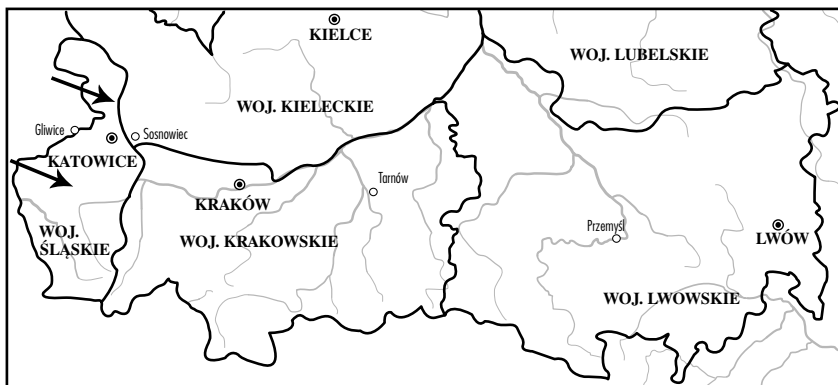 KIELCE
WOJ. LUBELSKIE
WOJ. KIELECKIE
Gliwice
Sosnowiec
KATOWICE
Tarnów
KRAKÓW
WOJ.
ŚLĄSKIE
WOJ. KRAKOWSKIE
Przemyśl
LWÓW
WOJ. LWOWSKIE